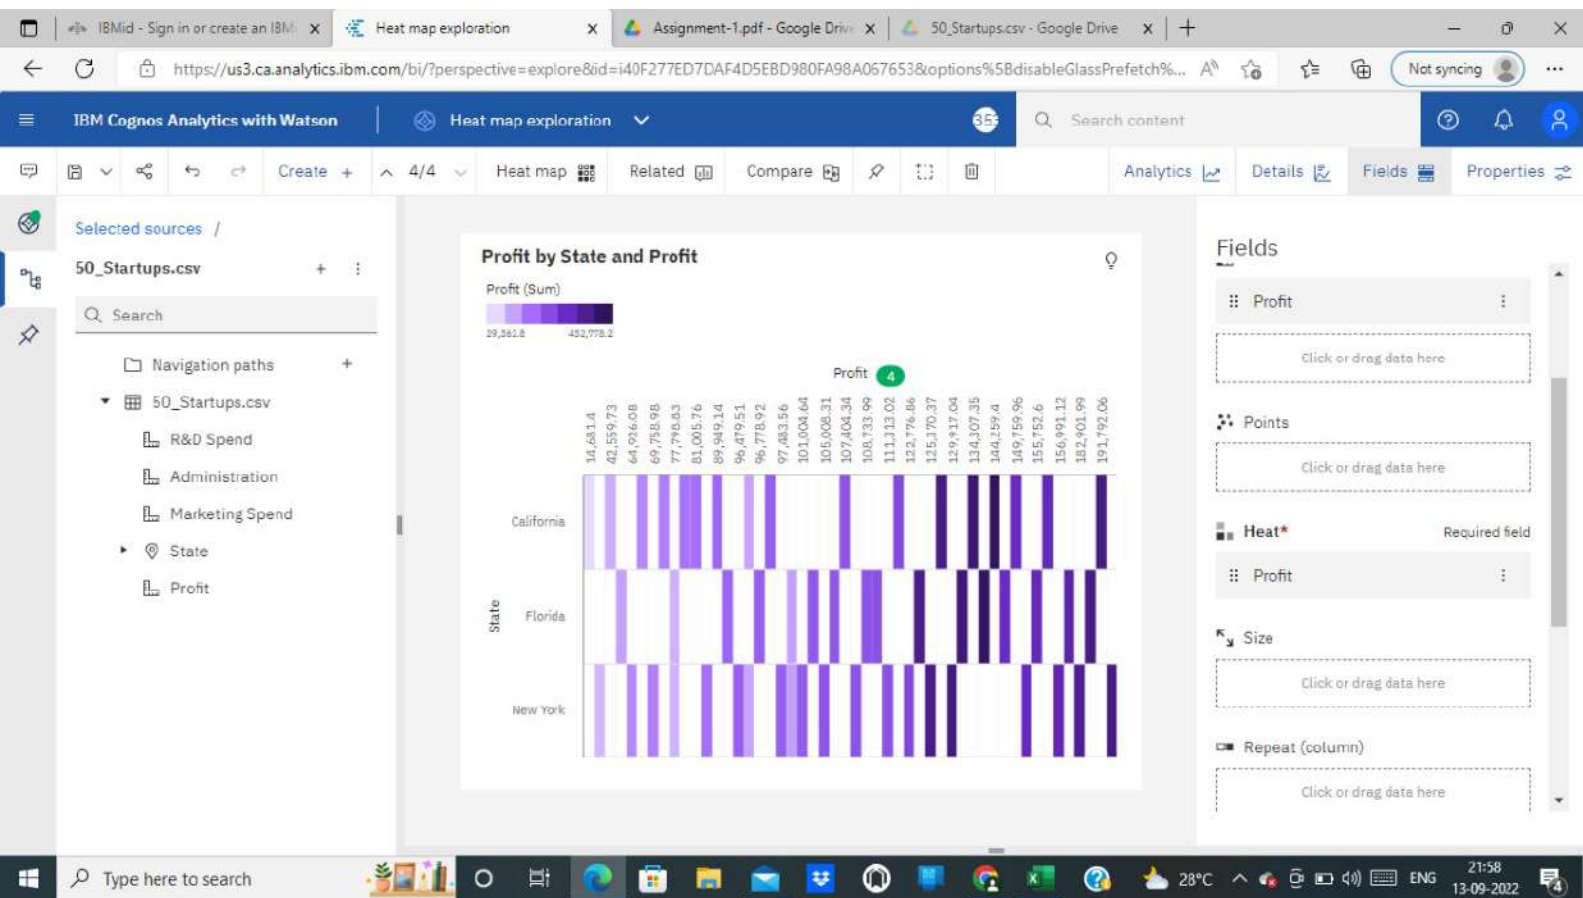 IBMid - Sign in or create an IBMi
Heat map exploration
Assignment-1.pdf - Google Drive
50_Startups.csv - Google Drive
https://us3.ca.analytics.ibm.com/bi/?perspective=explore&id=i40F277ED7DAF4D5EBD980FA98A067653&options%5BdisableGlassPrefetch%...
Not syncing
IBM Cognos Analytics with Watson
Heat map exploration
Search content
Create +
4/4
Heat map
Related
Compare
Analytics
Details
Fields
Properties
Selected sources /
50_Startups.csv
Search
Navigation paths
50_Startups.csv
R&D Spend
Administration
Marketing Spend
State
Profit
Profit by State and Profit
Profit (Sum)
29,361.8 432,778.2
Profit 4
14,681.4
42,559.73
64,926.08
69,758.98
77,798.83
81,005.76
89,949.14
96,479.51
96,778.92
97,483.56
101,004.64
105,008.31
107,404.34
108,733.99
111,313.02
122,776.86
125,370.37
129,917.04
134,307.35
144,259.4
149,759.96
155,752.6
156,991.12
182,901.99
191,792.06
State
California
Florida
New York
Fields
Profit
Click or drag data here
Points
Click or drag data here
Heat* Required field
Profit
Size
Click or drag data here
Repeat (column)
Click or drag data here
Type here to search
28°C
ENG
21:58
13-09-2022
4